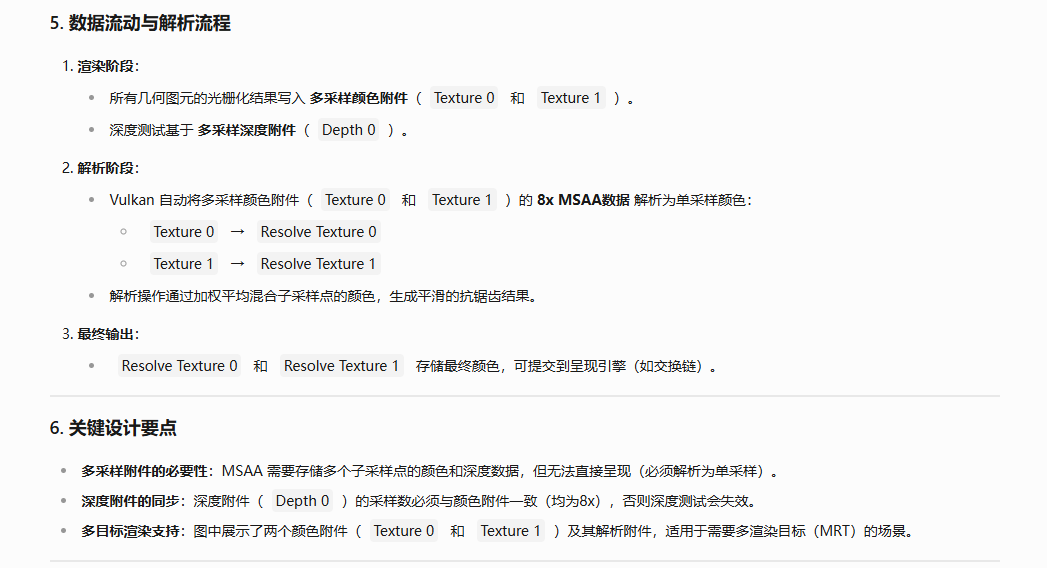 5. 数据流动与解析流程
1. 渲染阶段：
所有几何图元的光栅化结果写入 多采样颜色附件（ Texture 0 和 Texture 1 ）。
深度测试基于 多采样深度附件（ Depth 0 ）。
2. 解析阶段：
Vulkan 自动将多采样颜色附件（ Texture 0 和 Texture 1 ）的 8x MSAA数据 解析为单采样颜色：
Texture 0 → Resolve Texture 0
Texture 1 → Resolve Texture 1
解析操作通过加权平均混合子采样点的颜色，生成平滑的抗锯齿结果。
3. 最终输出：
Resolve Texture 0 和 Resolve Texture 1 存储最终颜色，可提交到呈现引擎（如交换链）。
6. 关键设计要点
多采样附件的必要性：MSAA 需要存储多个子采样点的颜色和深度数据，但无法直接呈现（必须解析为单采样）。
深度附件的同步：深度附件（ Depth 0 ）的采样数必须与颜色附件一致（均为8x），否则深度测试会失效。
多目标渲染支持：图中展示了两个颜色附件（ Texture 0 和 Texture 1 ）及其解析附件，适用于需要多渲染目标（MRT）的场景。